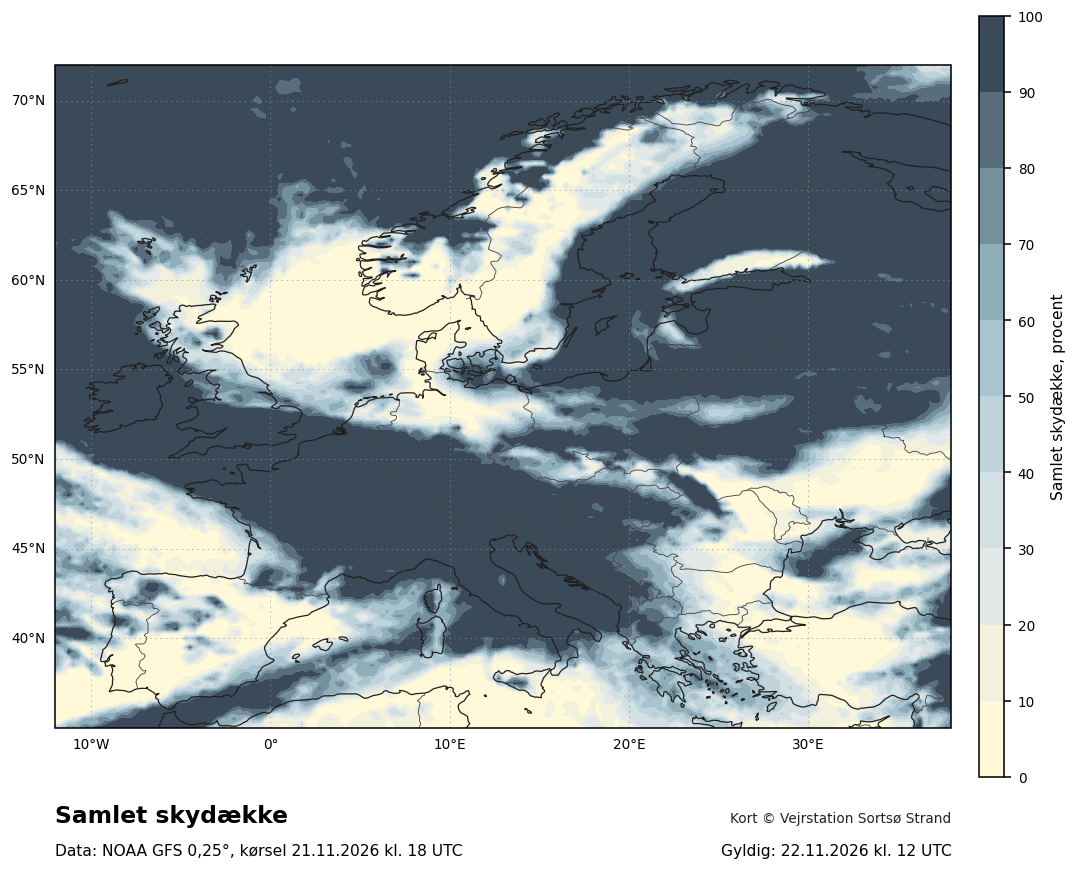 100
90
80
70
60
50
40
30
20
10
0
Samlet skydække, procent
70°N
65°N
60°N
55°N
50°N
45°N
40°N
10°W
0°
10°E
20°E
30°E
Samlet skydække
Kort © Vejrstation Sortsø Strand
Data: NOAA GFS 0,25°, kørsel 21.11.2026 kl. 18 UTC
Gyldig: 22.11.2026 kl. 12 UTC